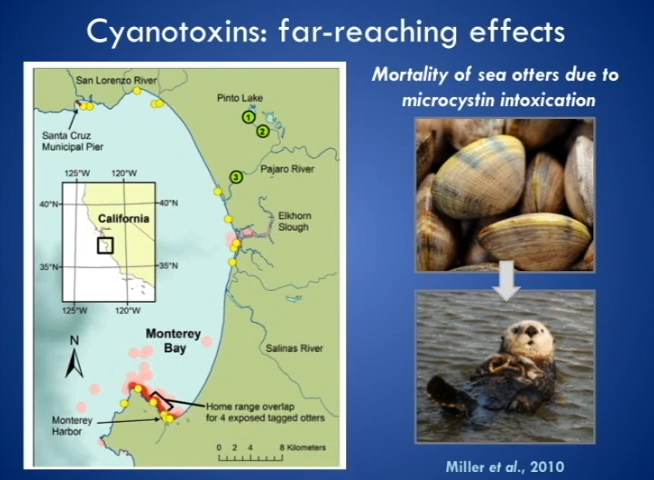 Cyanotoxins: far-reaching effects
Mortality of sea otters due to
microcystin intoxication
San Lorenzo River
Pinto Lake
1
2
Santa Cruz
Municipal Pier
3
Pajaro River
125°W 120°W
40°N 40°N
California
Elkhorn
Slough
35°N 35°N
125°W 120°W
Monterey
Bay
N
Salinas River
Home range overlap
for 4 exposed tagged otters
Monterey
Harbor
0 2 4 8 Kilometers
Miller et al., 2010